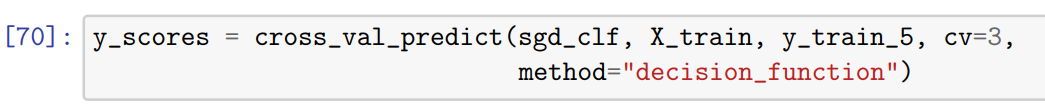 [70]: y_scores = cross_val_predict(sgd_clf, X_train, y_train_5, cv=3,
method="decision_function")